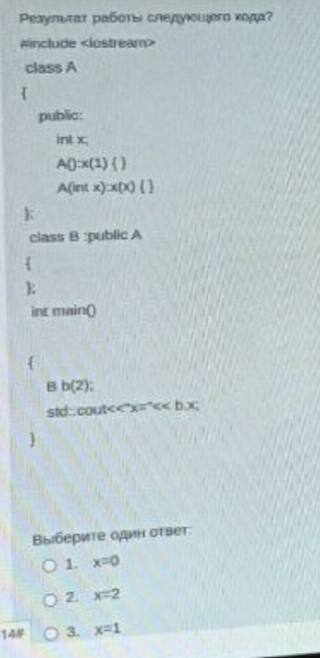 Результат работы следующего кода?
#include <iostream>
class A
{
public:
int x;
A():x(1) { }
A(int x):x(x) { }
};
class B :public A
{
};
int main()
{
B b(2);
std::cout<<"x="<< b.x;
}
Выберите один ответ:
1. x=0
2. x=2
14# 3. x=1